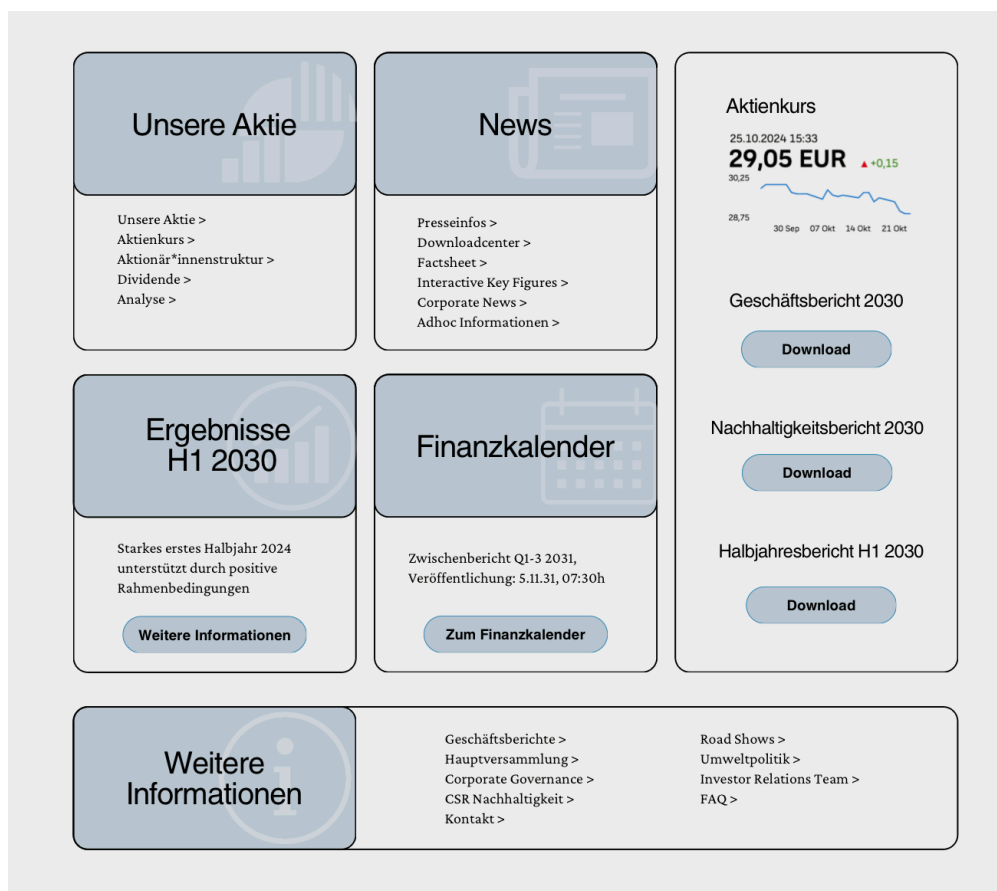 Unsere Aktie
Unsere Aktie >
Aktienkurs >
Aktionär*innenstruktur >
Dividende >
Analyse >
News
Presseinfos >
Downloadcenter >
Factsheet >
Interactive Key Figures >
Corporate News >
Adhoc Informationen >
Aktienkurs
25.10.2024 15:33
29,05 EUR ▲ +0,15
30,25
28,75
30 Sep 07 Okt 14 Okt 21 Okt
Geschäftsbericht 2030
Download
Nachhaltigkeitsbericht 2030
Download
Halbjahresbericht H1 2030
Download
Ergebnisse
H1 2030
Starkes erstes Halbjahr 2024
unterstützt durch positive
Rahmenbedingungen
Weitere Informationen
Finanzkalender
Zwischenbericht Q1-3 2031,
Veröffentlichung: 5.11.31, 07:30h
Zum Finanzkalender
Weitere
Informationen
Geschäftsberichte >
Hauptversammlung >
Corporate Governance >
CSR Nachhaltigkeit >
Kontakt >
Road Shows >
Umweltpolitik >
Investor Relations Team >
FAQ >